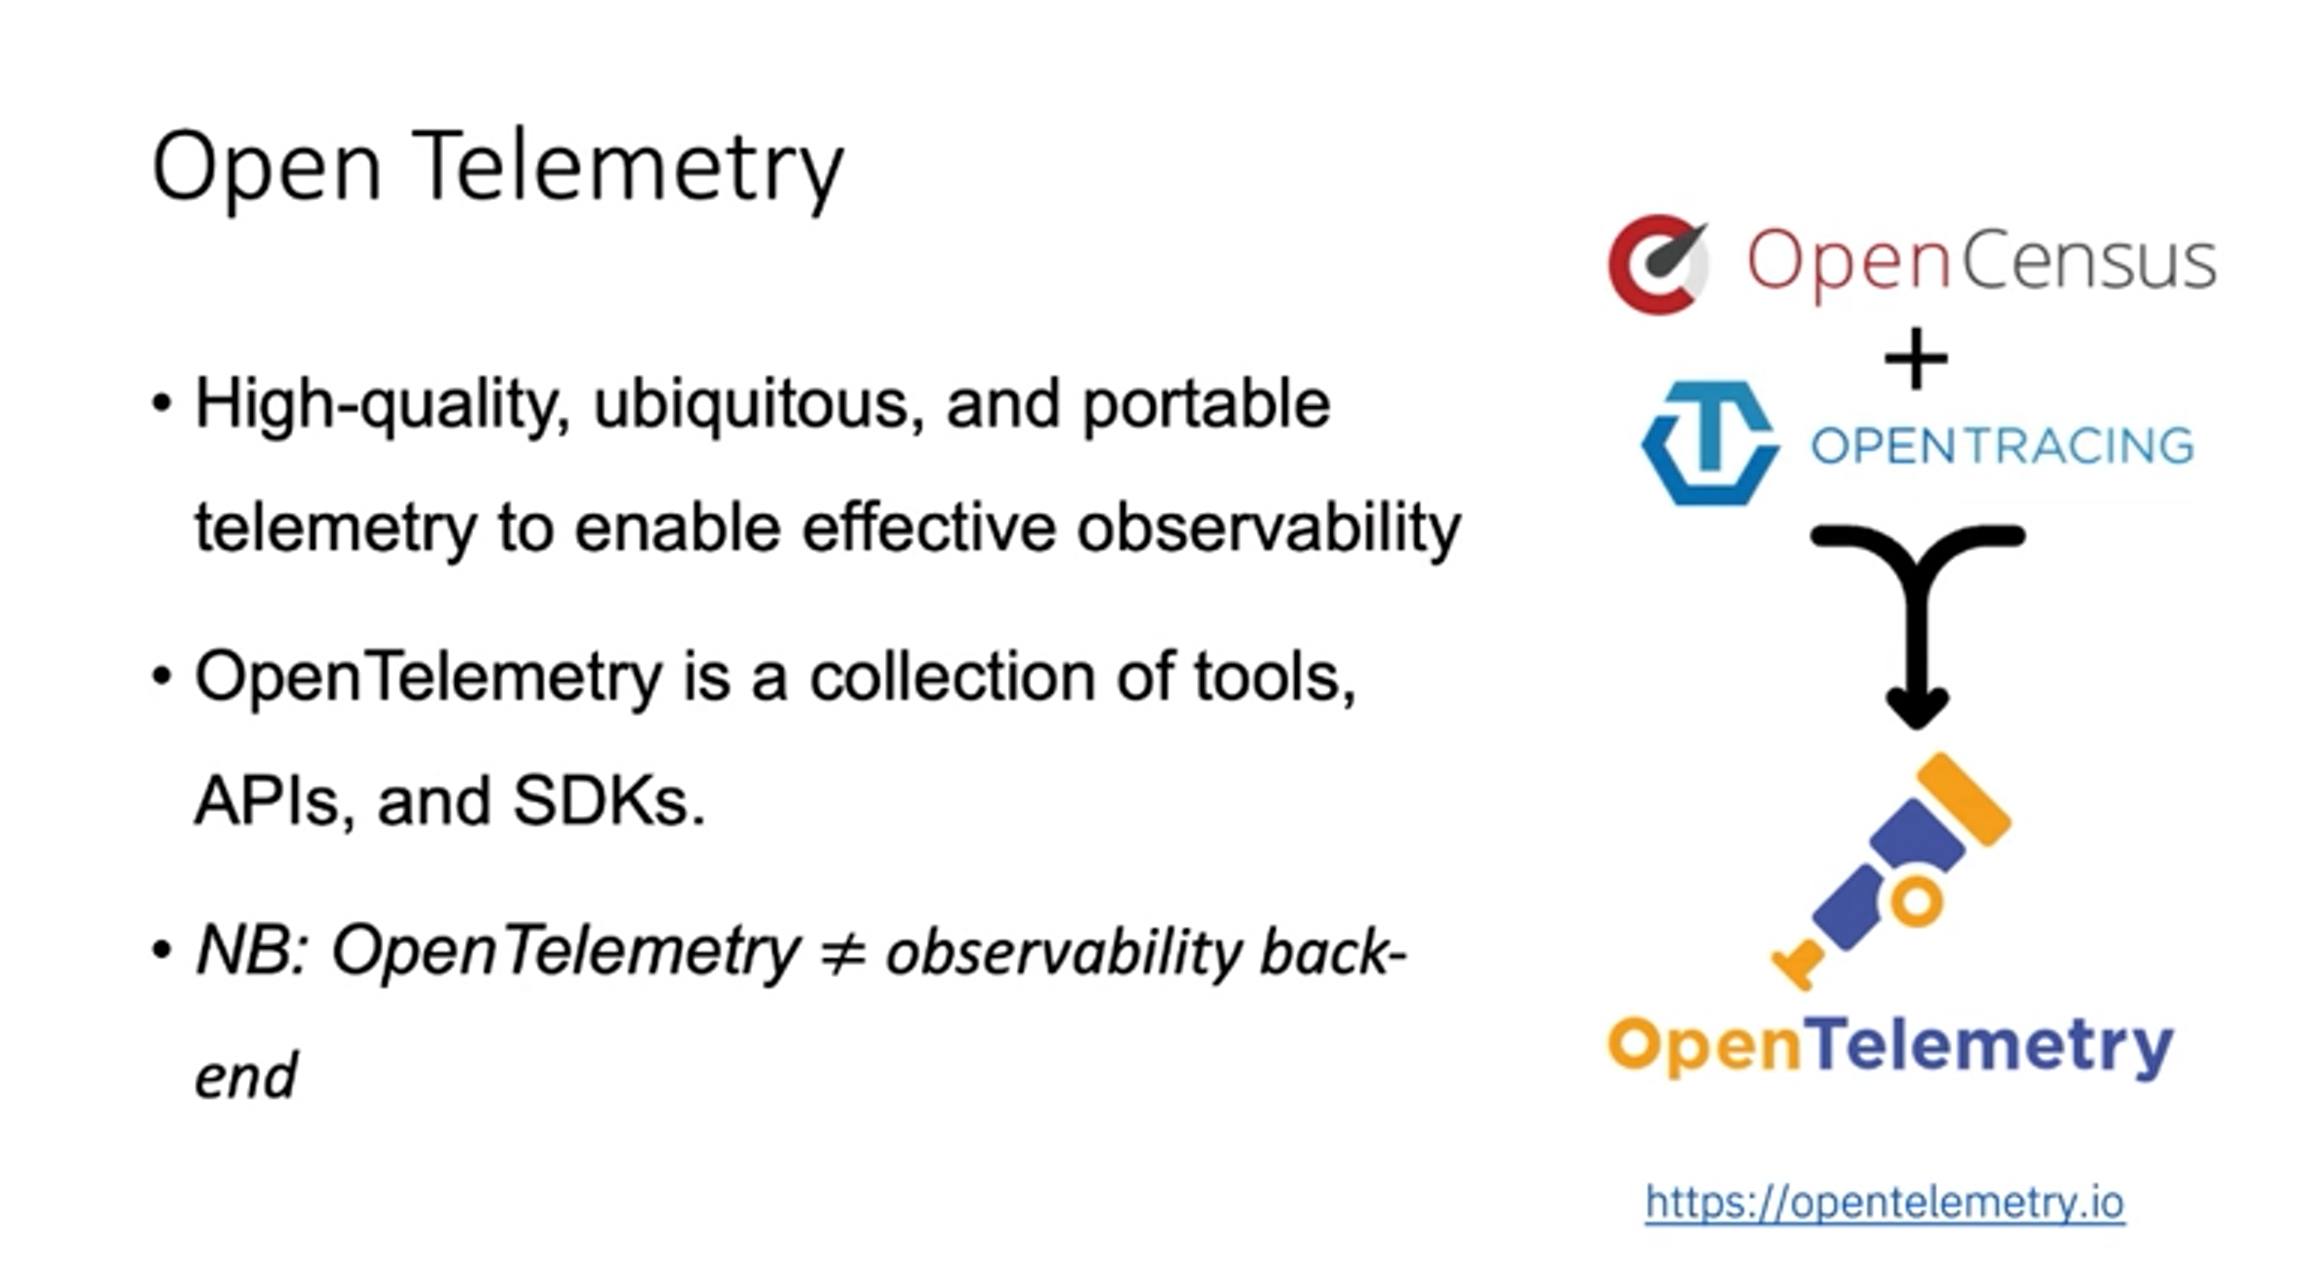 Open Telemetry
• High-quality, ubiquitous, and portable
telemetry to enable effective observability
• OpenTelemetry is a collection of tools,
APIs, and SDKs.
• NB: OpenTelemetry ≠ observability back-
end
OpenCensus
+
OPENTRACING
OpenTelemetry
https://opentelemetry.io